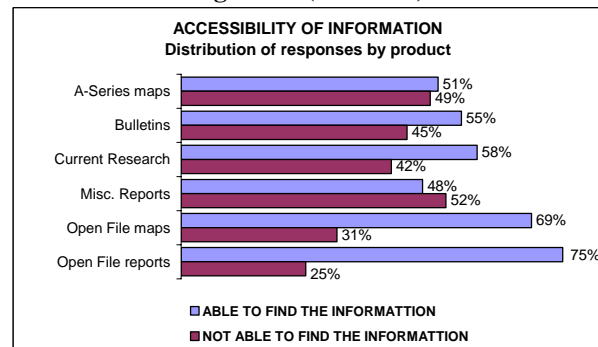 ACCESSIBILITY OF INFORMATION
Distribution of responses by product
A-Series maps 51%
49%
Bulletins 55%
45%
Current Research 58%
42%
Misc. Reports 48%
52%
Open File maps 69%
31%
Open File reports 75%
25%
ABLE TO FIND THE INFORMATTION
NOT ABLE TO FIND THE INFORMATTION